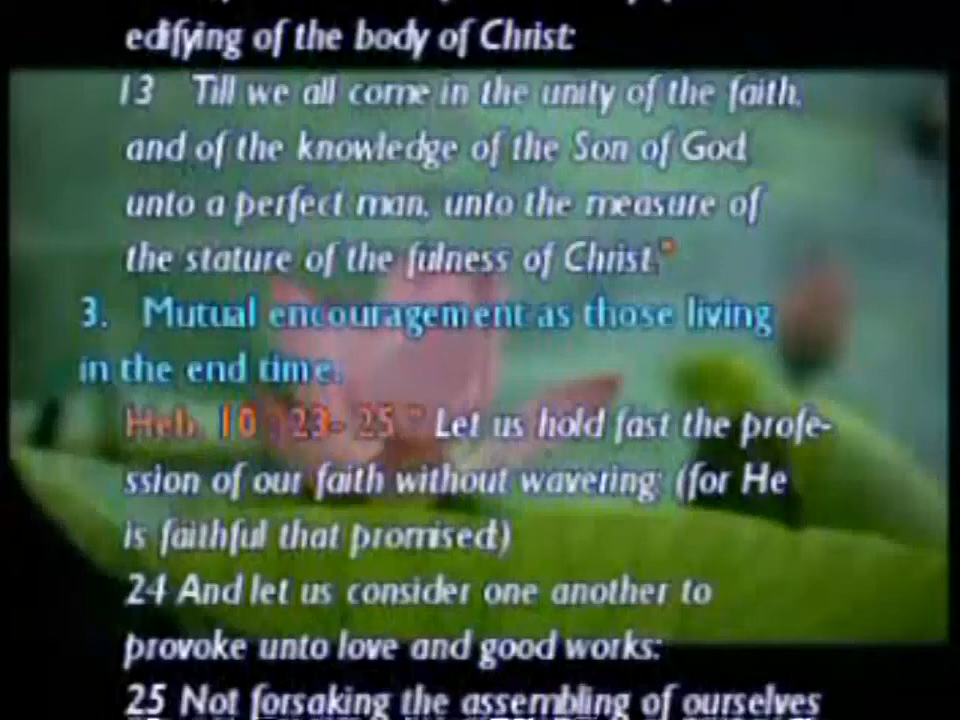 edifying of the body of Christ:
13 Till we all come in the unity of the faith,
and of the knowledge of the Son of God,
unto a perfect man, unto the measure of
the stature of the fulness of Christ."
3. Mutual encouragement as those living
in the end time.
Heb. 10 : 23- 25 " Let us hold fast the profe-
ssion of our faith without wavering; (for He
is faithful that promised;)
24 And let us consider one another to
provoke unto love and good works:
25 Not forsaking the assembling of ourselves